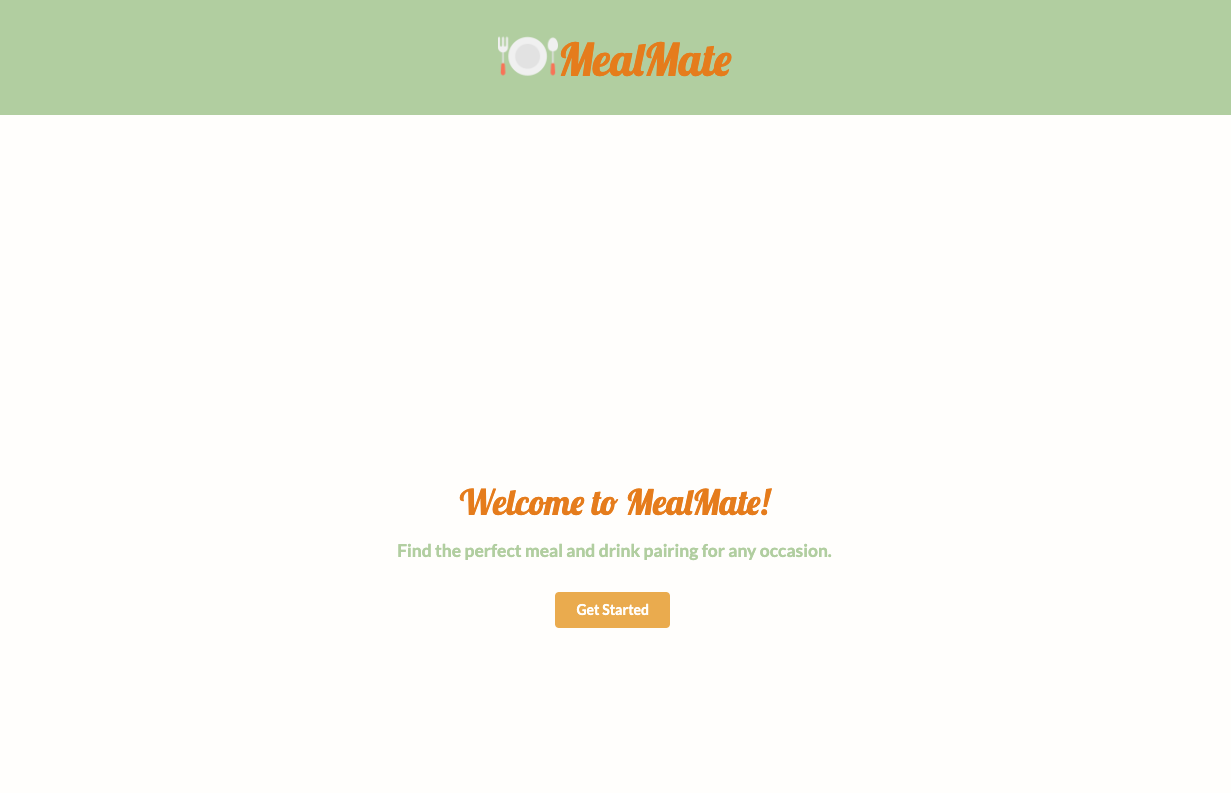 MealMate
Welcome to MealMate!
Find the perfect meal and drink pairing for any occasion.
Get Started